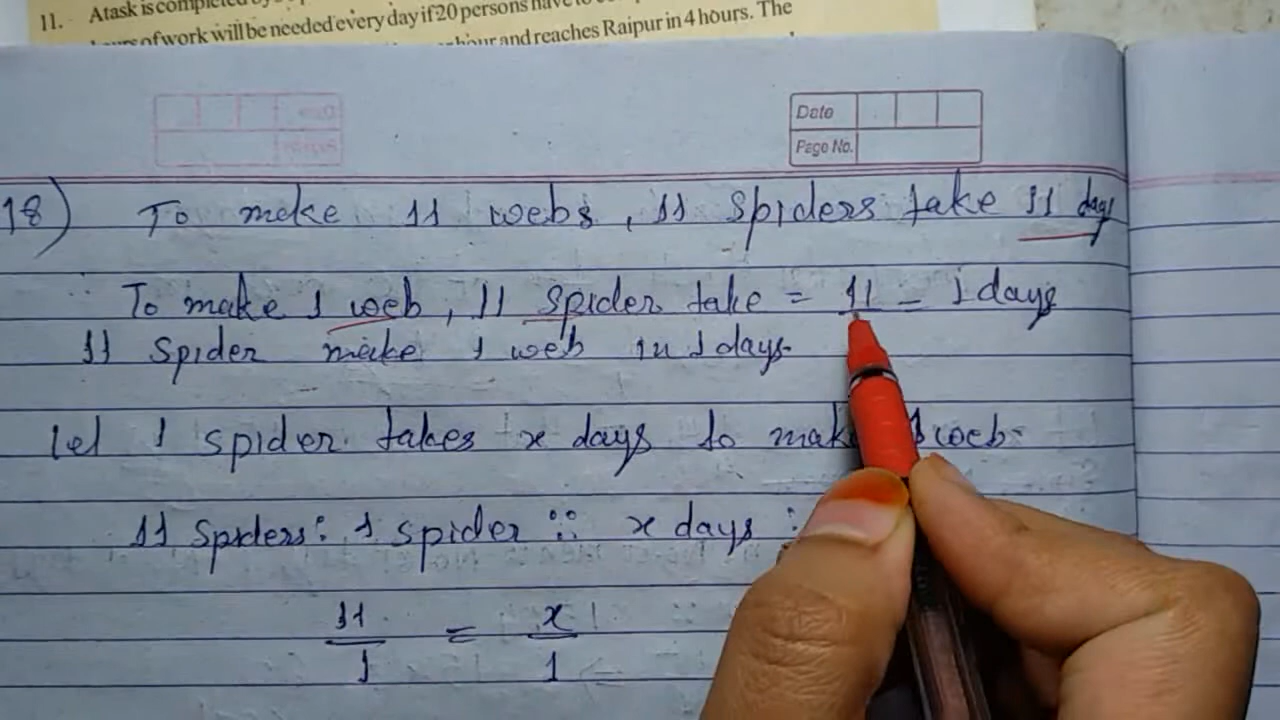 11. Atask is completed by
hours of work will be needed every day if 20 persons have to
hour and reaches Raipur in 4 hours. The
Date
Page No.
18) To make 11 webs, 11 spiders take 11 days
To make 1 web, 11 spider take = 11 - 1 days
11 spider make 1 web in 1 days.
Let 1 spider takes x days to make 1 web.
11 Spiders : 1 spider :: x days :
11 = x
1 1